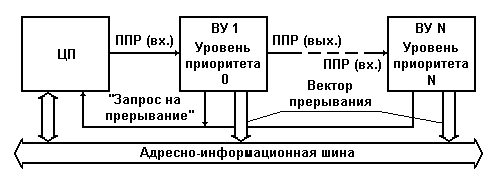 ЦП
ППР (вх.)
ВУ 1
Уровень
приоритета
0
ППР (вых.)
ППР (вх.)
ВУ N
Уровень
приоритета
N
"Запрос на
прерывание"
Вектор
прерывания
Адресно-информационная шина